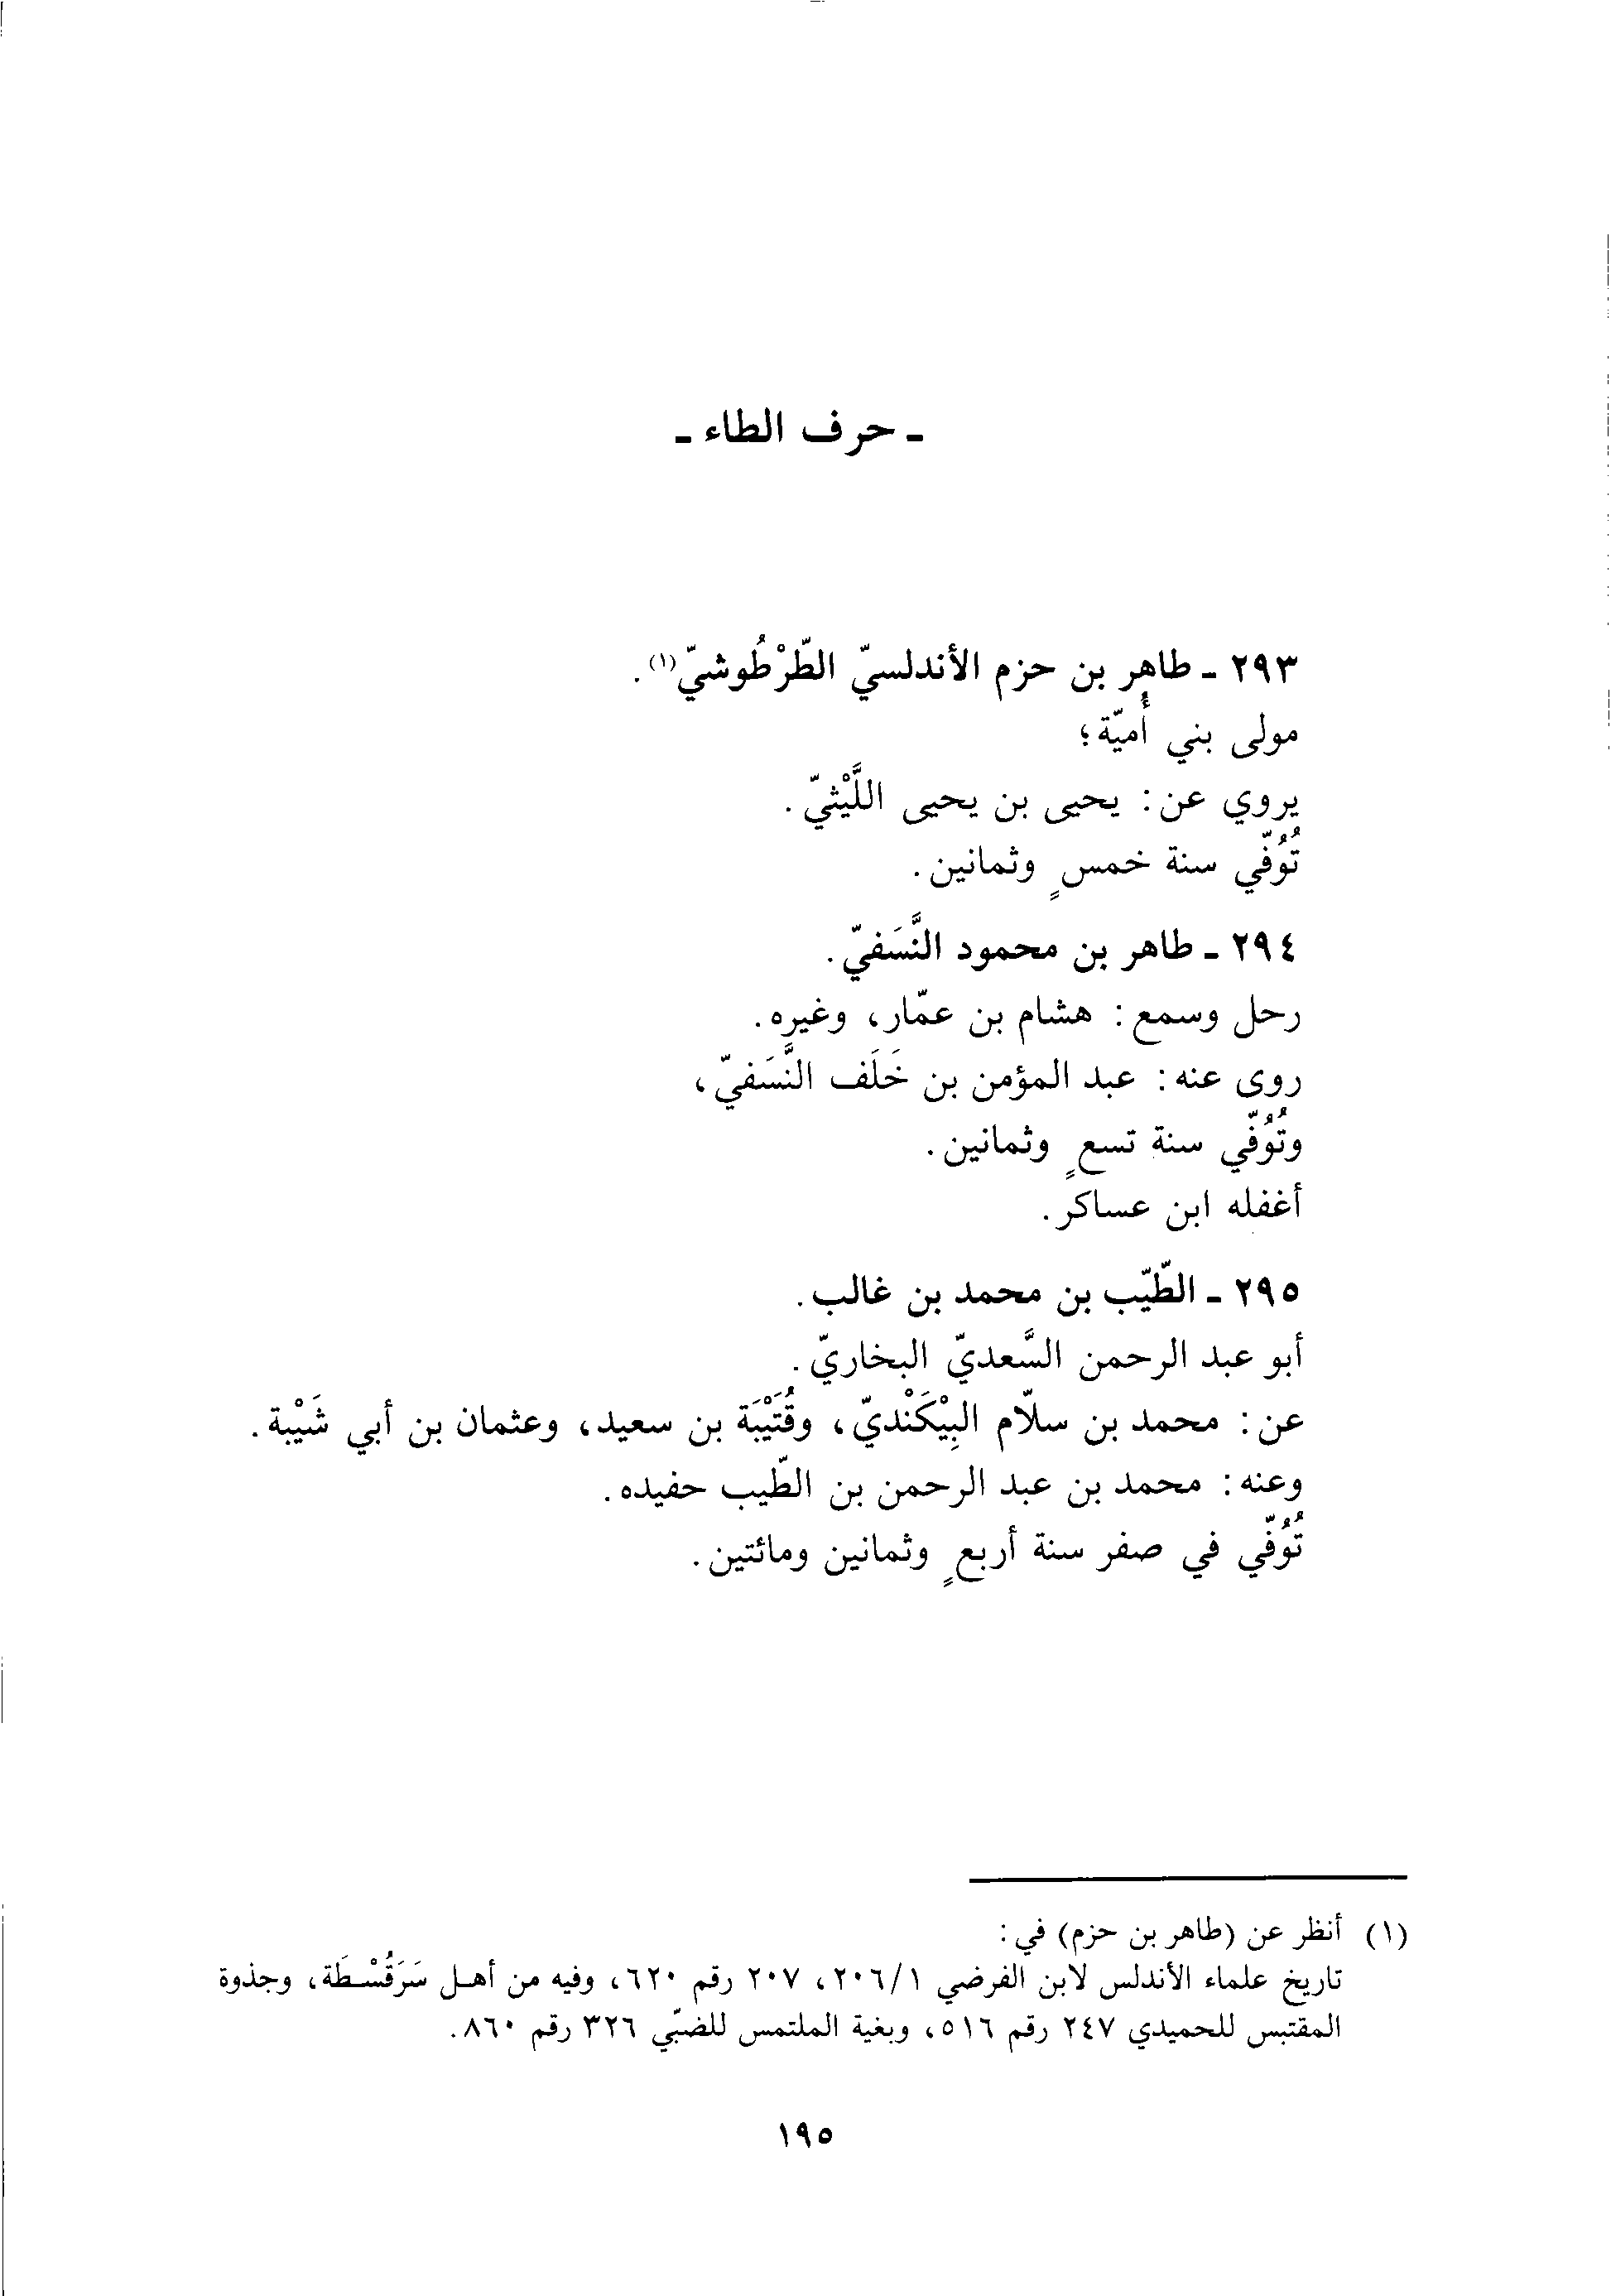 ـ حرف الطاء ـ
٢٩٣ ـ طاهر بن حزم الأندلسيّ الطّرْطُوشيّ(١).
مولى بني أُميّة؛
يروي عن: يحيى بن يحيى اللَّيْثيّ.
تُوُفّي سنة خمسٍ وثمانين.
٢٩٤ ـ طاهر بن محمود النَّسَفيّ.
رحل وسمع: هشام بن عمّار، وغيره.
روى عنه: عبد المؤمن بن خَلَف النَّسَفيّ،
وتُوُفّي سنة تسعٍ وثمانين.
أغفله ابن عساكر.
٢٩٥ ـ الطّيّب بن محمد بن غالب.
أبو عبد الرحمن السَّعديّ البخاريّ.
عن: محمد بن سلاّم البِيْكَنْديّ، وقُتَيْبَة بن سعيد، وعثمان بن أبي شَيْبة.
وعنه: محمد بن عبد الرحمن بن الطّيب حفيده.
تُوُفّي في صفر سنة أربعٍ وثمانين ومائتين.
(١) أنظر عن (طاهر بن حزم) في:
تاريخ علماء الأندلس لابن الفرضي ٢٠٦/١، ٢٠٧ رقم ٦٢٠، وفيه من أهـل سَرَقُسْطَة، وجذوة
المقتبس للحميدي ٢٤٧ رقم ٥١٦، وبغية الملتمس للضبّي ٣٢٦ رقم ٨٦٠.
١٩٥